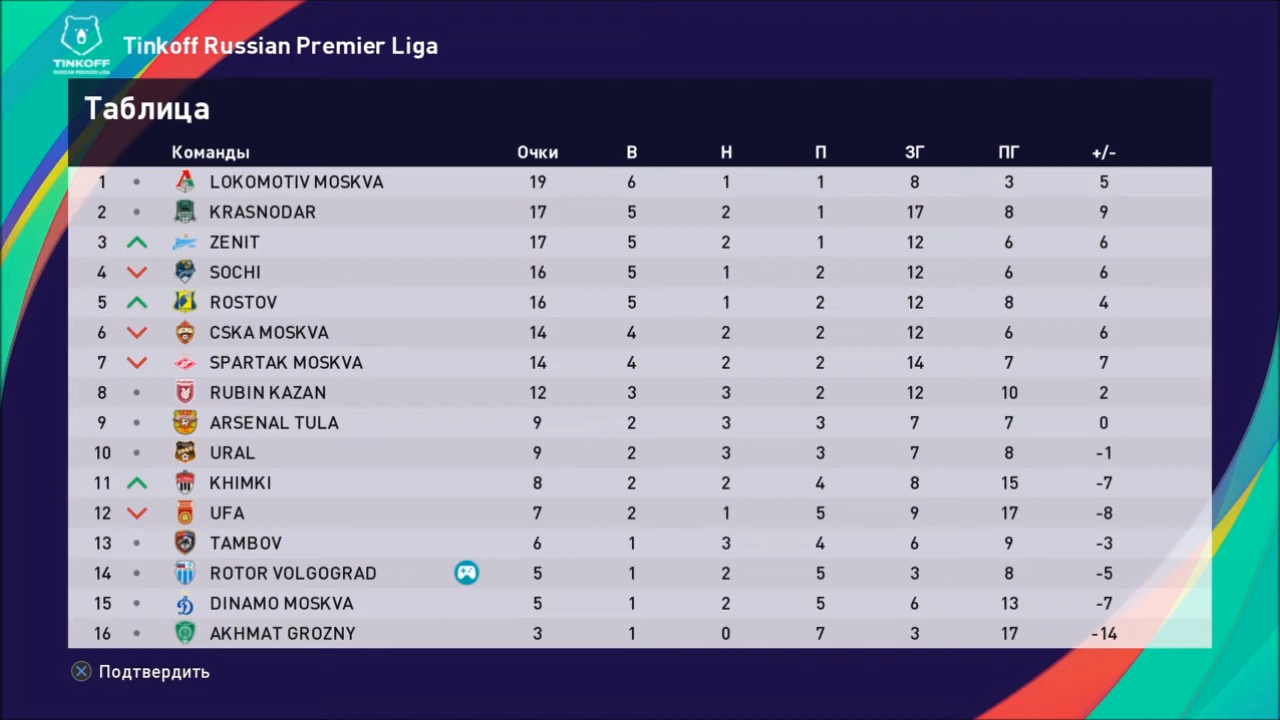 Tinkoff Russian Premier Liga
TINKOFF
RUSSIAN PREMIER LIGA
Таблица
Команды Очки В Н П ЗГ ПГ +/-
1 LOKOMOTIV MOSKVA 19 6 1 1 8 3 5
2 KRASNODAR 17 5 2 1 17 8 9
3 ZENIT 17 5 2 1 12 6 6
4 SOCHI 16 5 1 2 12 6 6
5 ROSTOV 16 5 1 2 12 8 4
6 CSKA MOSKVA 14 4 2 2 12 6 6
7 SPARTAK MOSKVA 14 4 2 2 14 7 7
8 RUBIN KAZAN 12 3 3 2 12 10 2
9 ARSENAL TULA 9 2 3 3 7 7 0
10 URAL 9 2 3 3 7 8 -1
11 KHIMKI 8 2 2 4 8 15 -7
12 UFA 7 2 1 5 9 17 -8
13 TAMBOV 6 1 3 4 6 9 -3
14 ROTOR VOLGOGRAD 5 1 2 5 3 8 -5
15 DINAMO MOSKVA 5 1 2 5 6 13 -7
16 AKHMAT GROZNY 3 1 0 7 3 17 -14
Подтвердить